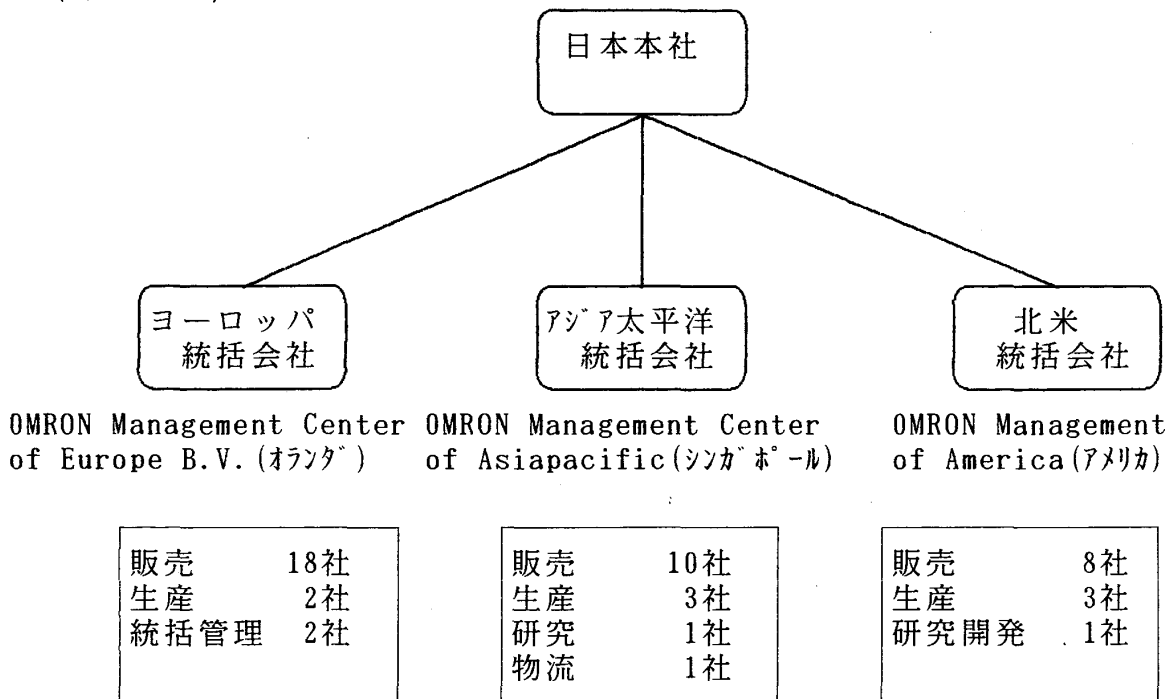 日本本社
ヨーロッパ
統括会社
アジア太平洋
統括会社
北米
統括会社
OMRON Management Center
of Europe B.V.(オランダ)
OMRON Management Center
of Asiapacific(シンガポール)
OMRON Management
of America(アメリカ)
販売 18社
生産 2社
統括管理 2社
販売 10社
生産 3社
研究 1社
物流 1社
販売 8社
生産 3社
研究開発 1社